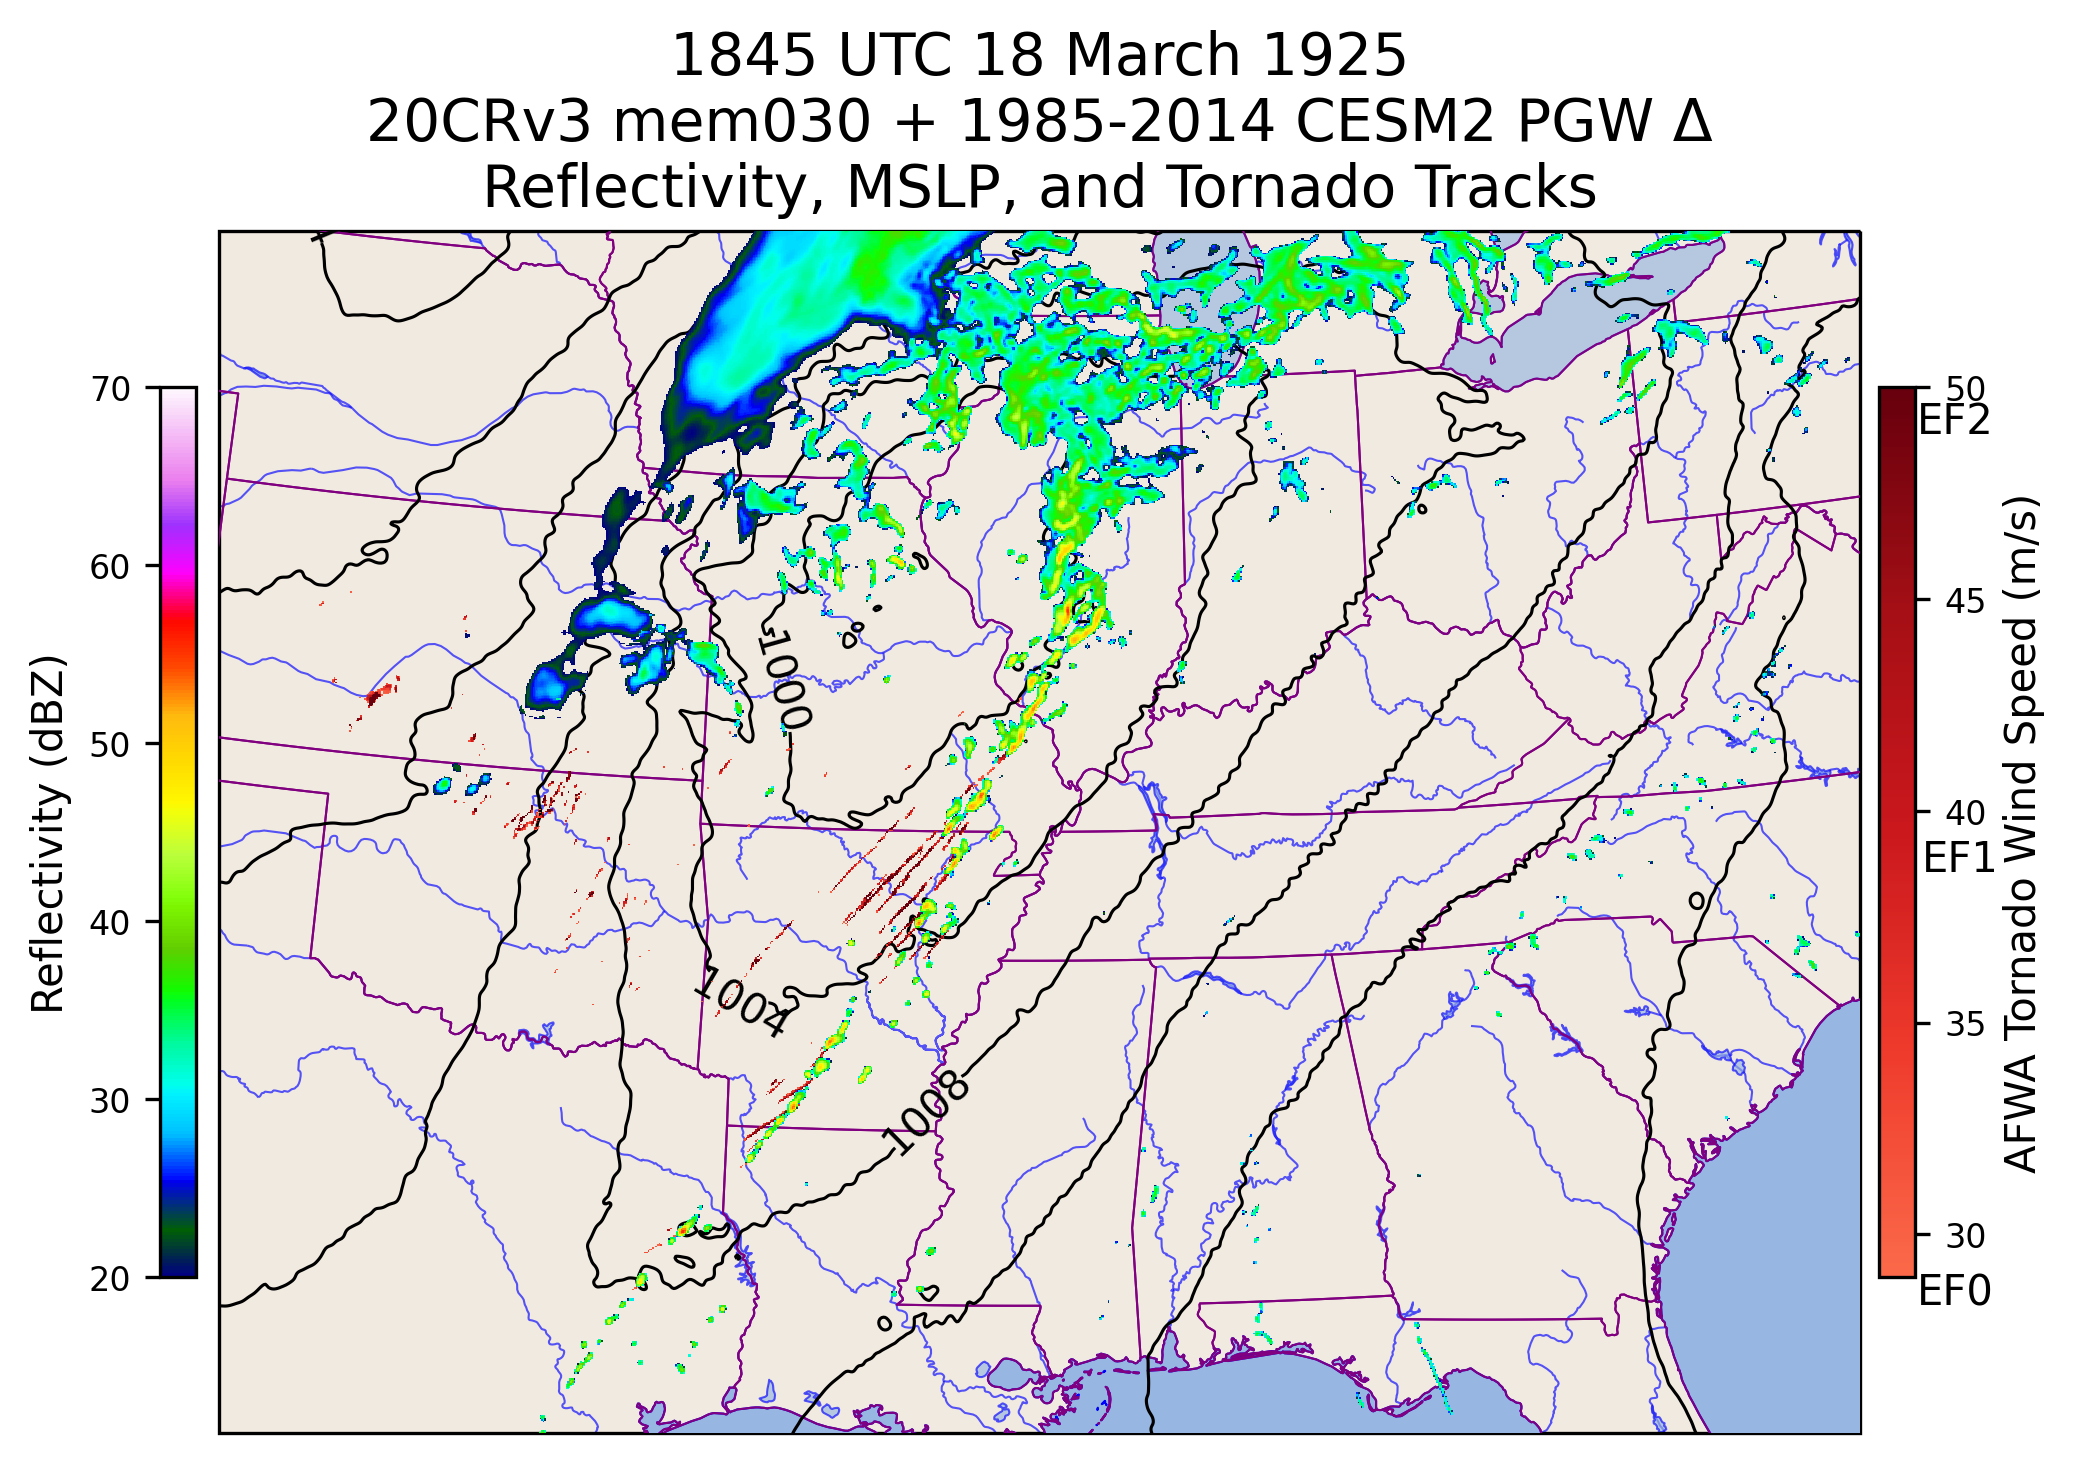 1845 UTC 18 March 1925
20CRv3 mem030 + 1985-2014 CESM2 PGW Δ
Reflectivity, MSLP, and Tornado Tracks
Reflectivity (dBZ)
70
60
50
40
30
20
1000
1004
1008
50
EF2
45
40
EF1
35
30
EF0
AFWA Tornado Wind Speed (m/s)